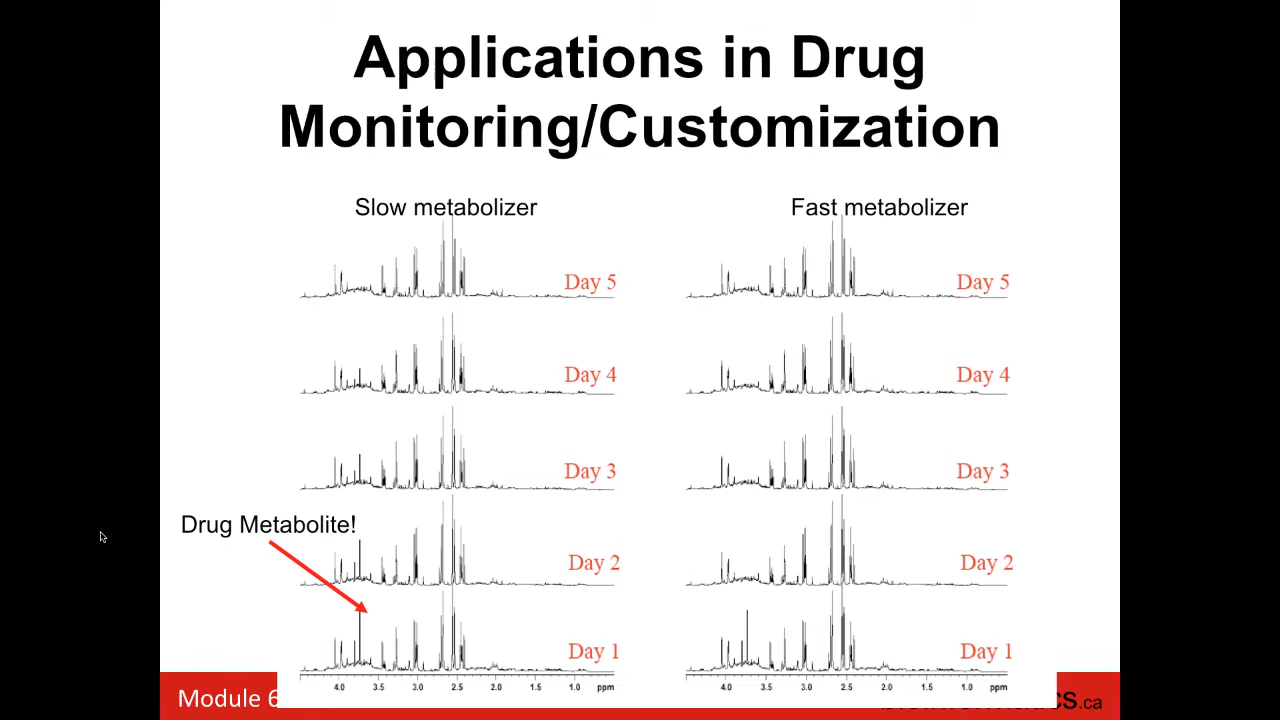 Applications in Drug
Monitoring/Customization
Slow metabolizer
Fast metabolizer
Day 5
Day 5
Day 4
Day 4
Day 3
Day 3
Drug Metabolite!
Day 2
Day 2
Day 1
Day 1
4.0 3.5 3.0 2.5 2.0 1.5 1.0 ppm
4.0 3.5 3.0 2.5 2.0 1.5 1.0 ppm
Module 6
.ca